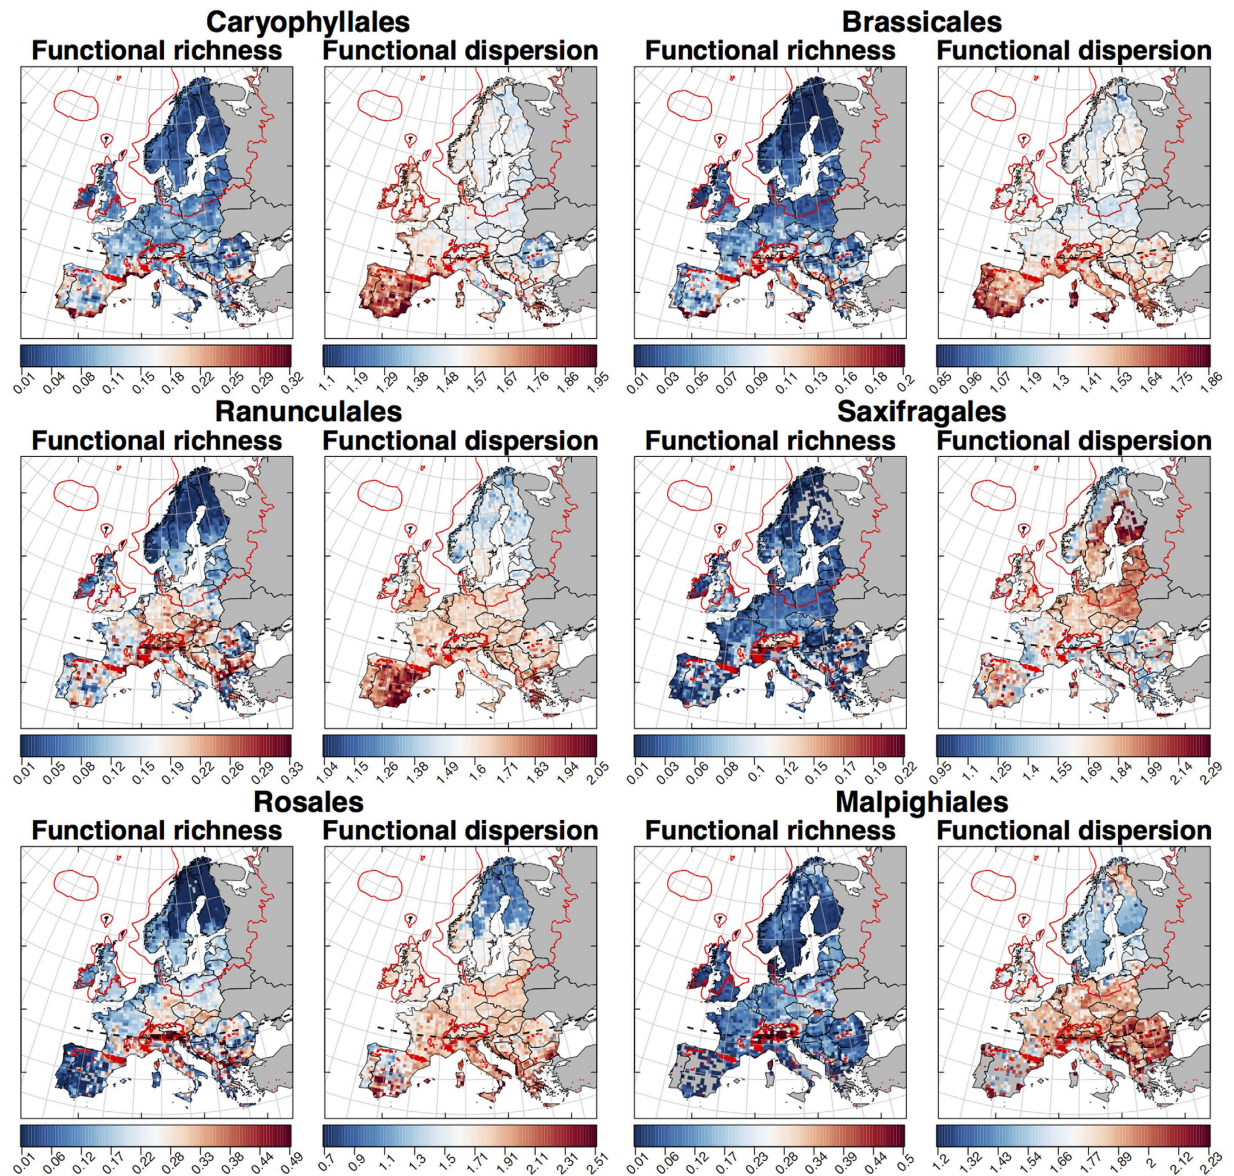 Caryophyllales Brassicales
Functional richness Functional dispersion Functional richness Functional dispersion
0.01 0.04 0.08 0.11 0.15 0.18 0.22 0.25 0.29 0.32 1.1 1.19 1.29 1.38 1.48 1.57 1.67 1.76 1.86 1.95 0.01 0.03 0.05 0.07 0.09 0.11 0.13 0.15 0.16 0.18 0.2 0.85 0.96 1.07 1.19 1.3 1.41 1.55 1.64 1.75 1.86
Ranunculales Saxifragales
Functional richness Functional dispersion Functional richness Functional dispersion
0.01 0.05 0.08 0.12 0.15 0.19 0.22 0.26 0.29 0.33 1.04 1.15 1.26 1.38 1.49 1.6 1.71 1.83 1.94 2.05 0.01 0.03 0.06 0.08 0.1 0.12 0.15 0.17 0.19 0.22 0.95 1.1 1.25 1.4 1.55 1.69 1.84 1.99 2.14 2.29
Rosales Malpighiales
Functional richness Functional dispersion Functional richness Functional dispersion
0.01 0.06 0.12 0.17 0.22 0.28 0.33 0.38 0.44 0.49 0.7 0.9 1.1 1.3 1.5 1.71 1.91 2.11 2.31 2.51 0.01 0.06 0.12 0.17 0.23 0.28 0.34 0.39 0.44 0.5 1.2 1.32 1.43 1.54 1.66 1.77 1.89 2 2.12 2.23